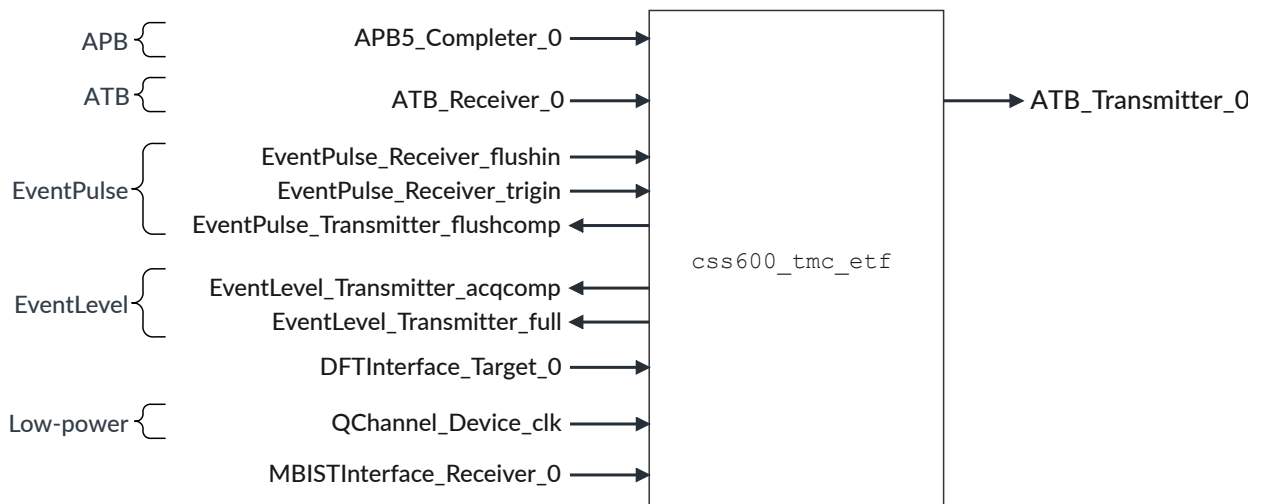 APB
APB5_Completer_0
ATB
ATB_Receiver_0
ATB_Transmitter_0
EventPulse
EventPulse_Receiver_flushin
EventPulse_Receiver_trigin
EventPulse_Transmitter_flushcomp
css600_tmc_etf
EventLevel
EventLevel_Transmitter_acqcomp
EventLevel_Transmitter_full
DFTInterface_Target_0
Low-power
QChannel_Device_clk
MBISTInterface_Receiver_0